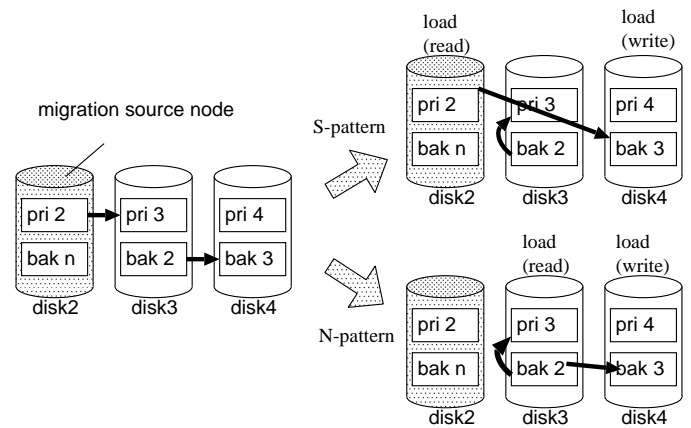 migration source node
pri 2
pri 3
pri 4
bak n
bak 2
bak 3
disk2
disk3
disk4
S-pattern
load
(read)
load
(write)
pri 2
pri 3
pri 4
bak n
bak 2
bak 3
disk2
disk3
disk4
N-pattern
load
(read)
load
(write)
pri 2
pri 3
pri 4
bak n
bak 2
bak 3
disk2
disk3
disk4